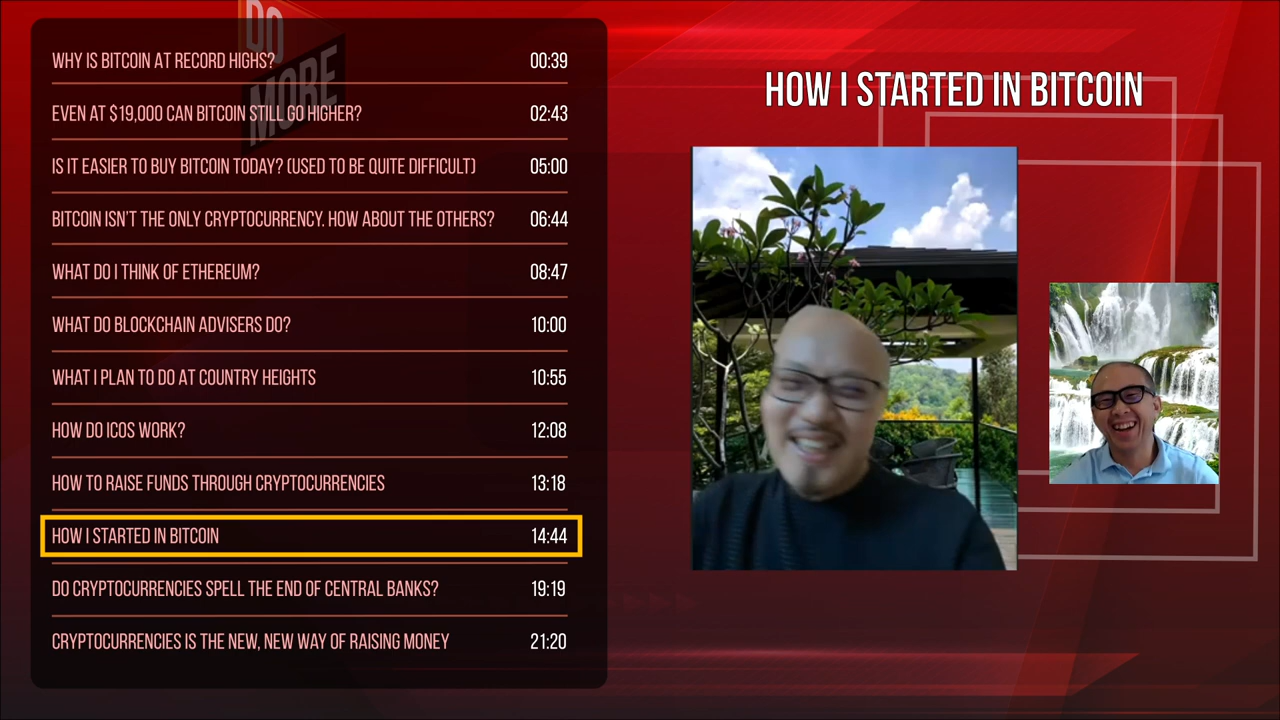 DO
MORE
WHY IS BITCOIN AT RECORD HIGHS? 00:39
EVEN AT $19,000 CAN BITCOIN STILL GO HIGHER? 02:43
IS IT EASIER TO BUY BITCOIN TODAY? (USED TO BE QUITE DIFFICULT) 05:00
BITCOIN ISN'T THE ONLY CRYPTOCURRENCY. HOW ABOUT THE OTHERS? 06:44
WHAT DO I THINK OF ETHEREUM? 08:47
WHAT DO BLOCKCHAIN ADVISERS DO? 10:00
WHAT I PLAN TO DO AT COUNTRY HEIGHTS 10:55
HOW DO ICOS WORK? 12:08
HOW TO RAISE FUNDS THROUGH CRYPTOCURRENCIES 13:18
HOW I STARTED IN BITCOIN 14:44
DO CRYPTOCURRENCIES SPELL THE END OF CENTRAL BANKS? 19:19
CRYPTOCURRENCIES IS THE NEW, NEW WAY OF RAISING MONEY 21:20
HOW I STARTED IN BITCOIN